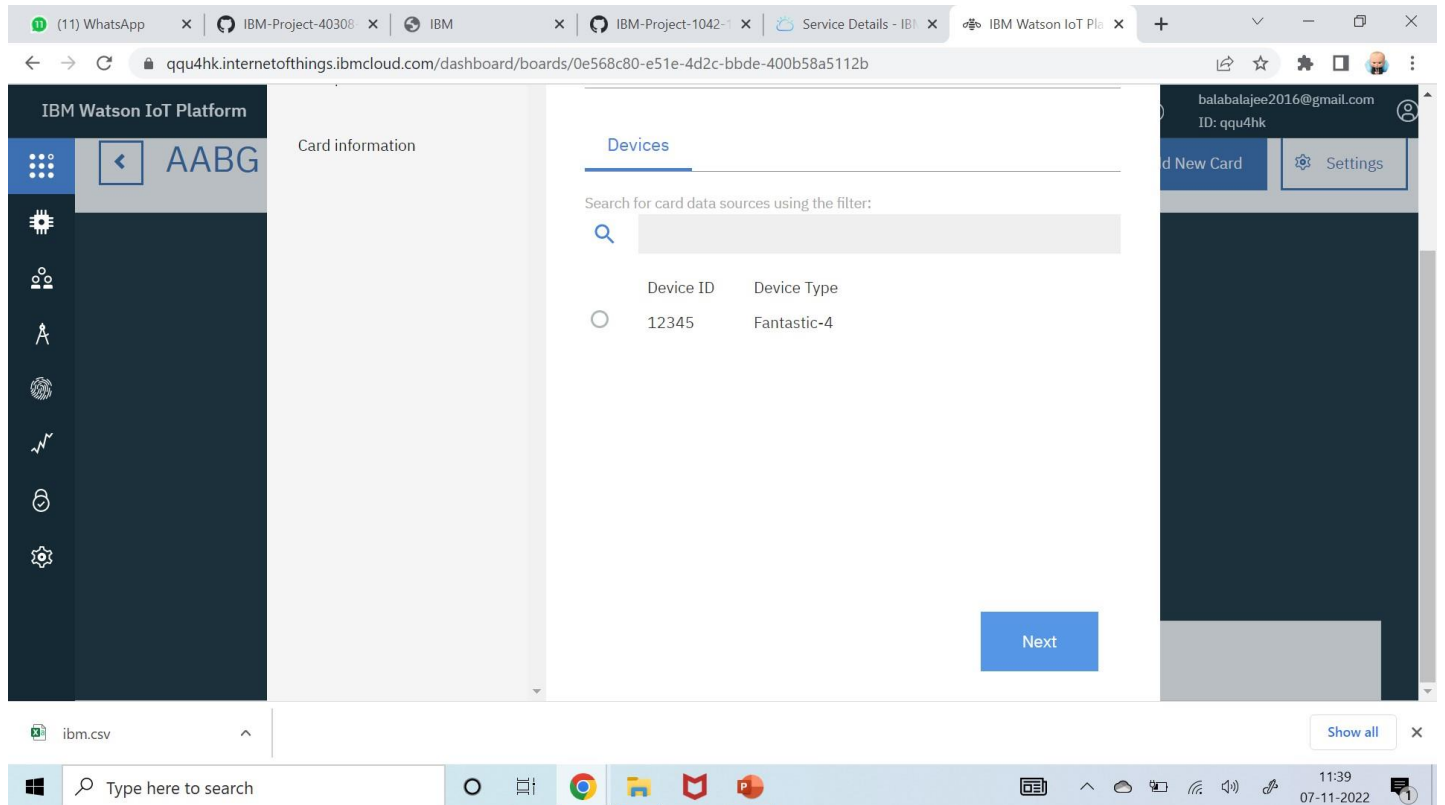 (11) WhatsApp
IBM-Project-40308-
IBM
IBM-Project-1042-1
Service Details - IBM
IBM Watson IoT Pla
qqu4hk.internetofthings.ibmcloud.com/dashboard/boards/0e568c80-e51e-4d2c-bbde-400b58a5112b
IBM Watson IoT Platform
balabalajee2016@gmail.com
ID: qqu4hk
AABG
Card information
Devices
d New Card
Settings
Search for card data sources using the filter:
Device ID Device Type
12345 Fantastic-4
Next
ibm.csv
Show all
Type here to search
11:39
07-11-2022
1